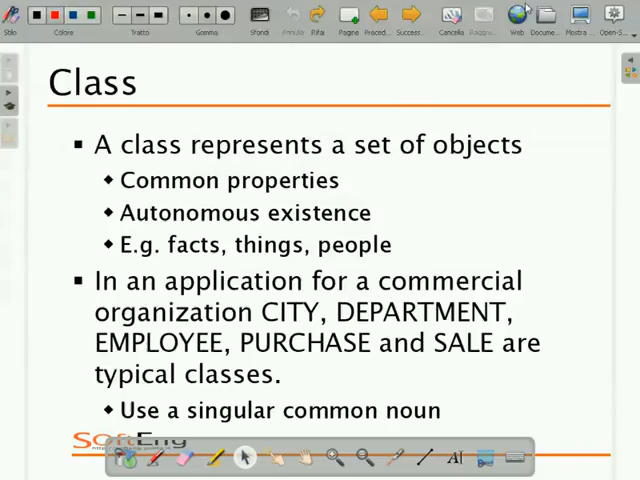 Stilo
Colore
Tratto
Gomma
Sfondi
Annulla
Rifai
Pagine
Preced...
Success...
Cancella
Web
Docume...
Mostra ...
Open-S...
Class
A class represents a set of objects
Common properties
Autonomous existence
E.g. facts, things, people
In an application for a commercial
organization CITY, DEPARTMENT,
EMPLOYEE, PURCHASE and SALE are
typical classes.
Use a singular common noun
SoftEng